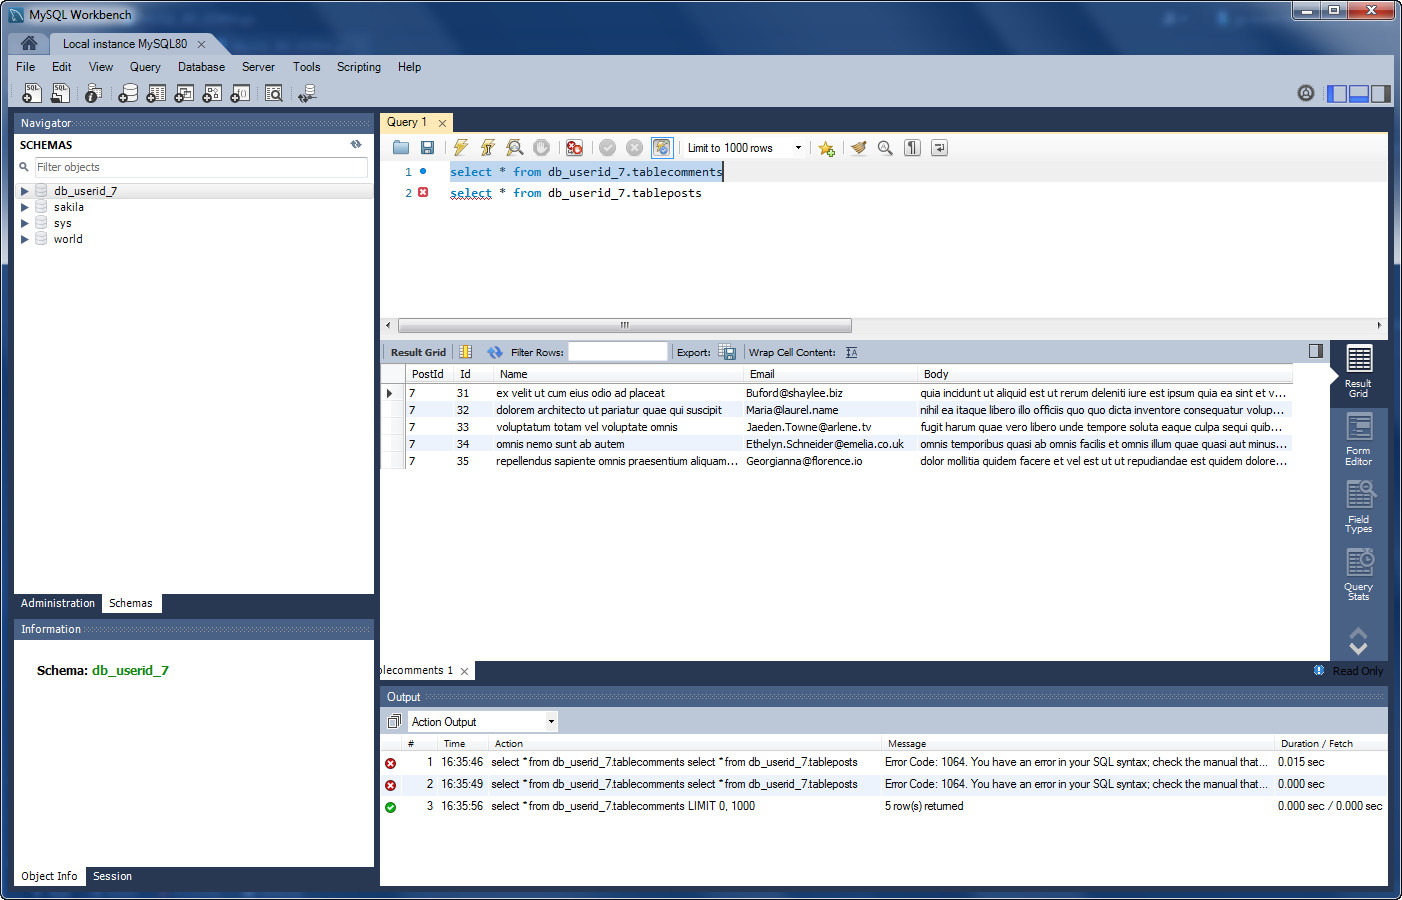 MySQL Workbench
Local instance MySQL80
File Edit View Query Database Server Tools Scripting Help
Navigator
SCHEMAS
Filter objects
db_userid_7
sakila
sys
world
Administration Schemas
Information
Schema: db_userid_7
Object Info Session
Query 1
Limit to 1000 rows
1 select * from db_userid_7.tablecomments
2 select * from db_userid_7.tableposts
Result Grid Filter Rows: Export: Wrap Cell Content:
PostId Id Name Email Body
7 31 ex velit ut cum eius odio ad placeat Buford@shaylee.biz quia incidunt ut aliquid est ut rerum deleniti iure est ipsum quia ea sint et v...
7 32 dolorem architecto ut pariatur quae qui suscipit Maria@laurel.name nihil ea itaque libero illo officiis quo quo dicta inventore consequatur volup...
7 33 voluptatum totam vel voluptate omnis Jaeden.Towne@arlene.tv fugit harum quae vero libero unde tempore soluta eaque culpa sequi quib...
7 34 omnis nemo sunt ab autem Ethelyn.Schneider@emelia.co.uk omnis temporibus quasi ab omnis facilis et omnis illum quae quasi aut minus...
7 35 repellendus sapiente omnis praesentium aliquam... Georgianna@florence.io dolor mollitia quidem facere et vel est ut ut repudiandae est quidem dolore...
Result
Grid
Form
Editor
Field
Types
Query
Stats
blecomments 1
Read Only
Output
Action Output
# Time Action Message Duration / Fetch
1 16:35:46 select * from db_userid_7.tablecomments select * from db_userid_7.tableposts Error Code: 1064. You have an error in your SQL syntax; check the manual that... 0.015 sec
2 16:35:49 select * from db_userid_7.tablecomments select * from db_userid_7.tableposts Error Code: 1064. You have an error in your SQL syntax; check the manual that... 0.000 sec
3 16:35:56 select * from db_userid_7.tablecomments LIMIT 0, 1000 5 row(s) returned 0.000 sec / 0.000 sec